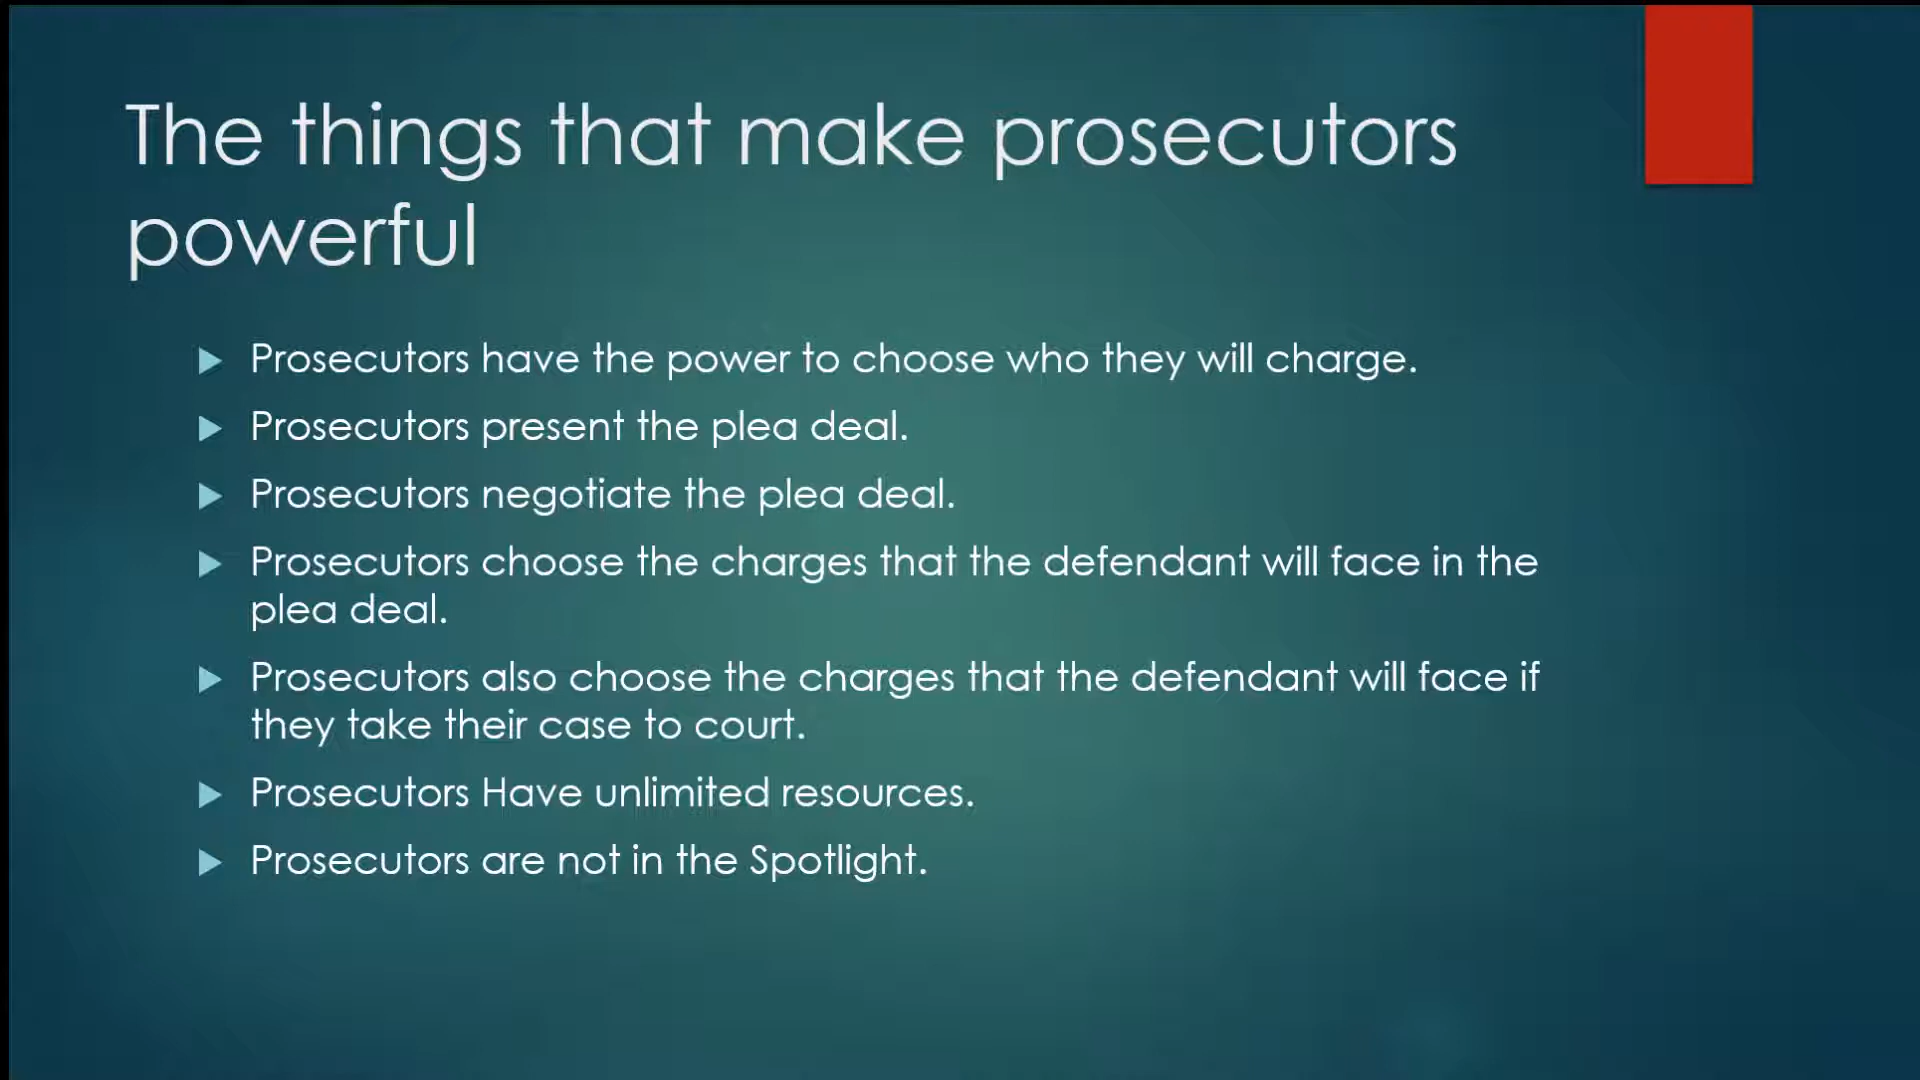 The things that make prosecutors
powerful
Prosecutors have the power to choose who they will charge.
Prosecutors present the plea deal.
Prosecutors negotiate the plea deal.
Prosecutors choose the charges that the defendant will face in the
plea deal.
Prosecutors also choose the charges that the defendant will face if
they take their case to court.
Prosecutors Have unlimited resources.
Prosecutors are not in the Spotlight.